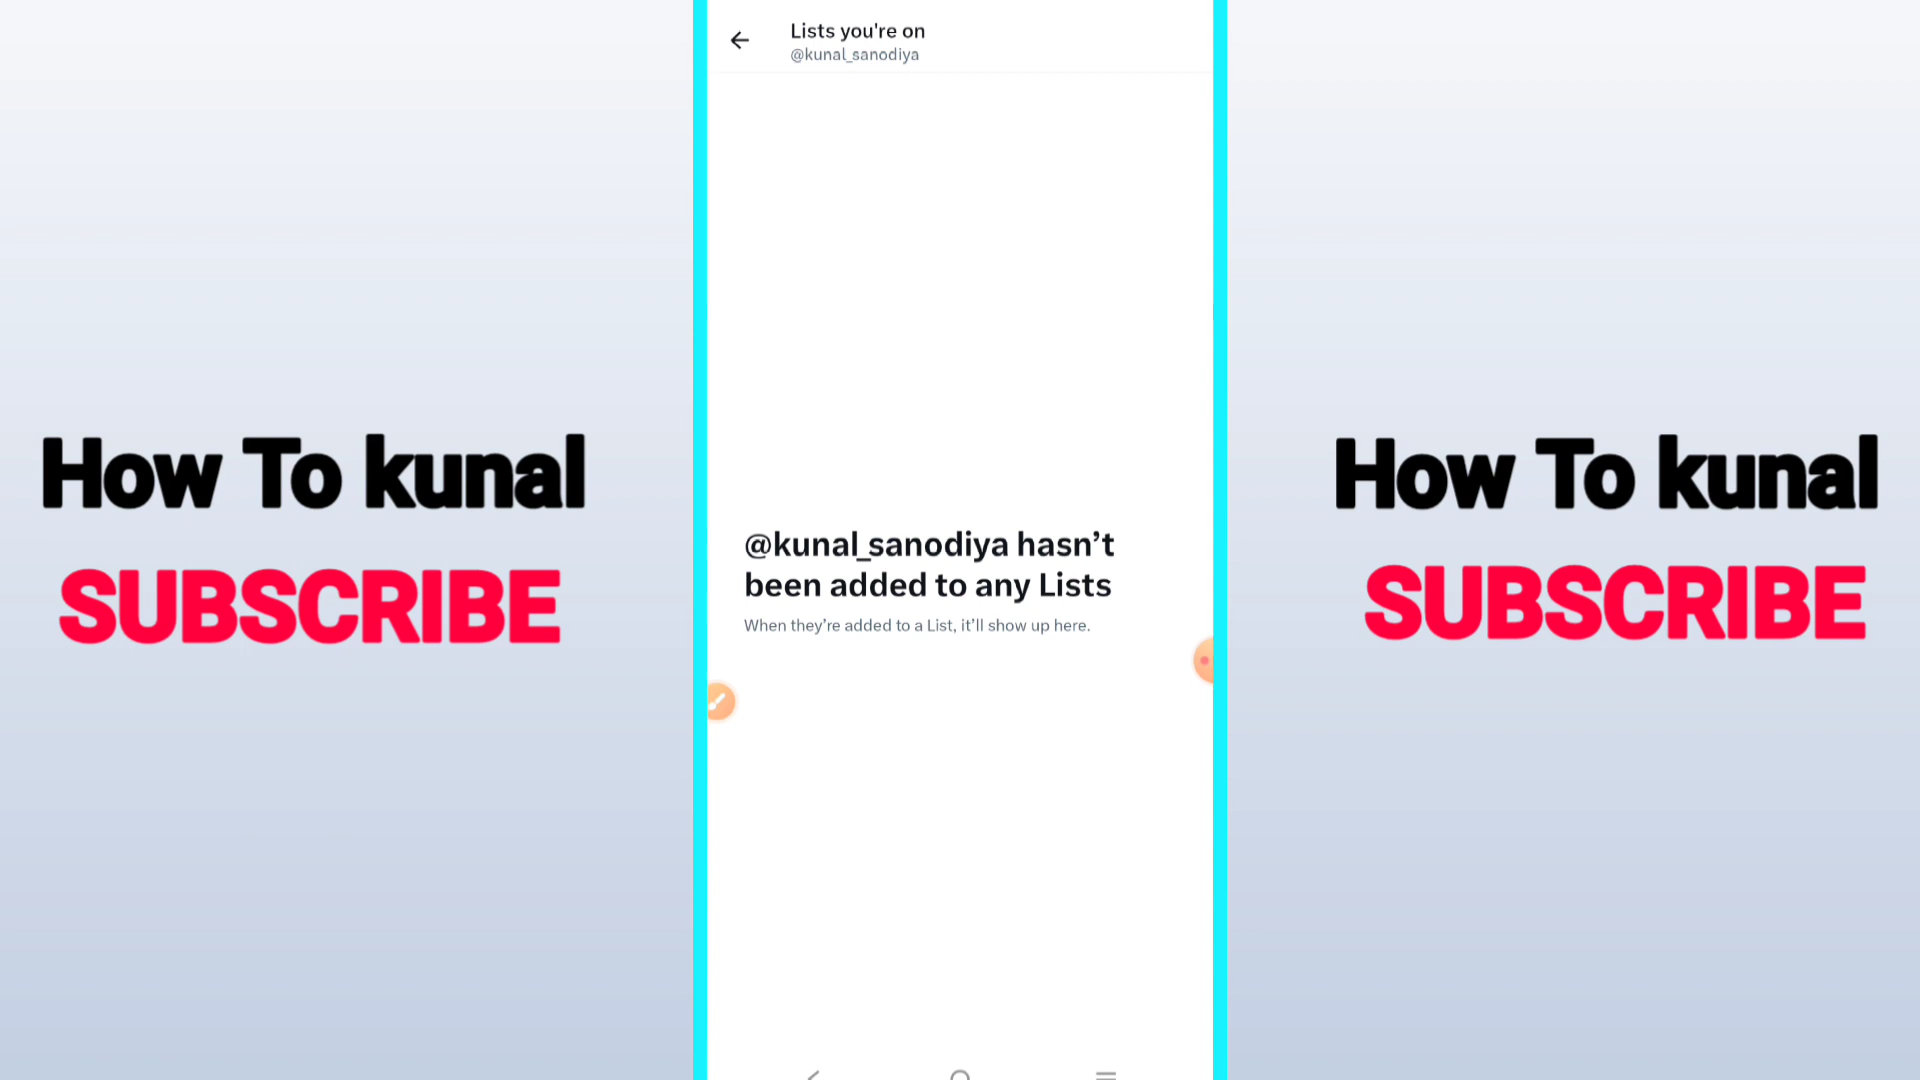 Lists you're on
@kunal_sanodiya
How To kunal
SUBSCRIBE
@kunal_sanodiya hasn’t
been added to any Lists
When they’re added to a List, it’ll show up here.
How To kunal
SUBSCRIBE